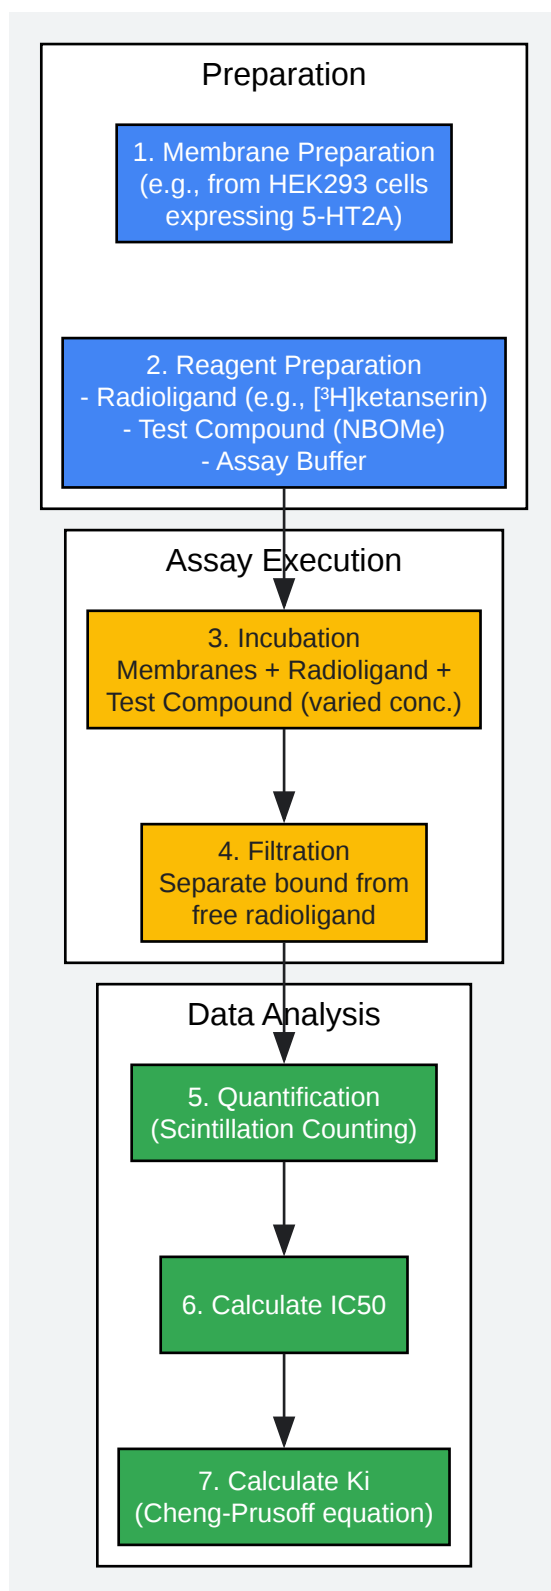 Preparation
1. Membrane Preparation
(e.g., from HEK293 cells
expressing 5-HT2A)
2. Reagent Preparation
- Radioligand (e.g., [³H]ketanserin)
- Test Compound (NBOMe)
- Assay Buffer
Assay Execution
3. Incubation
Membranes + Radioligand +
Test Compound (varied conc.)
4. Filtration
Separate bound from
free radioligand
Data Analysis
5. Quantification
(Scintillation Counting)
6. Calculate IC50
7. Calculate Ki
(Cheng-Prusoff equation)